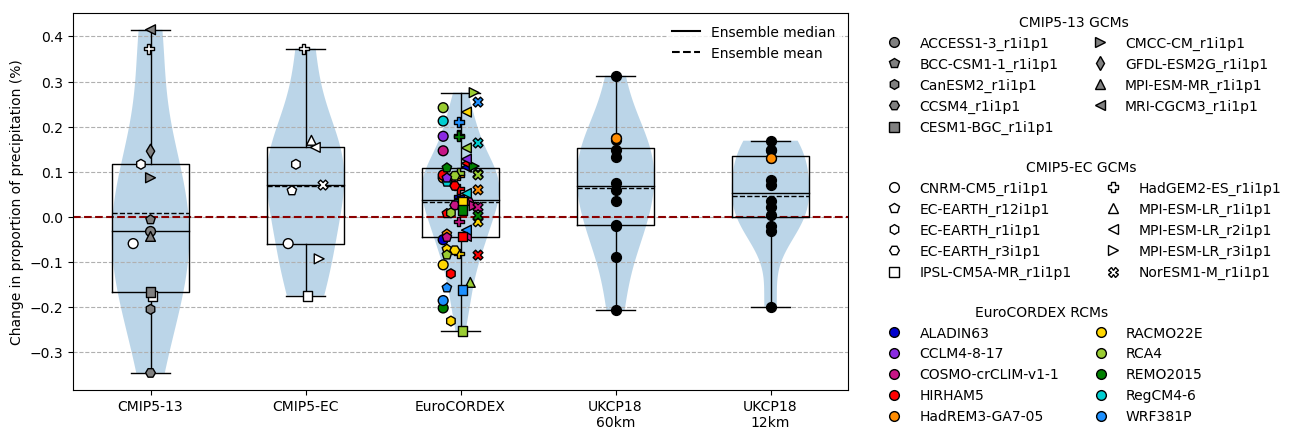 Change in proportion of precipitation (%)
0.4
0.3
0.2
0.1
0.0
−0.1
−0.2
−0.3
CMIP5-13
CMIP5-EC
EuroCORDEX
UKCP18
60km
UKCP18
12km
Ensemble median
Ensemble mean
CMIP5-13 GCMs
ACCESS1-3_r1i1p1
BCC-CSM1-1_r1i1p1
CanESM2_r1i1p1
CCSM4_r1i1p1
CESM1-BGC_r1i1p1
CMCC-CM_r1i1p1
GFDL-ESM2G_r1i1p1
MPI-ESM-MR_r1i1p1
MRI-CGCM3_r1i1p1
CMIP5-EC GCMs
CNRM-CM5_r1i1p1
EC-EARTH_r12i1p1
EC-EARTH_r1i1p1
EC-EARTH_r3i1p1
IPSL-CM5A-MR_r1i1p1
HadGEM2-ES_r1i1p1
MPI-ESM-LR_r1i1p1
MPI-ESM-LR_r2i1p1
MPI-ESM-LR_r3i1p1
NorESM1-M_r1i1p1
EuroCORDEX RCMs
ALADIN63
CCLM4-8-17
COSMO-crCLIM-v1-1
HIRHAM5
HadREM3-GA7-05
RACMO22E
RCA4
REMO2015
RegCM4-6
WRF381P